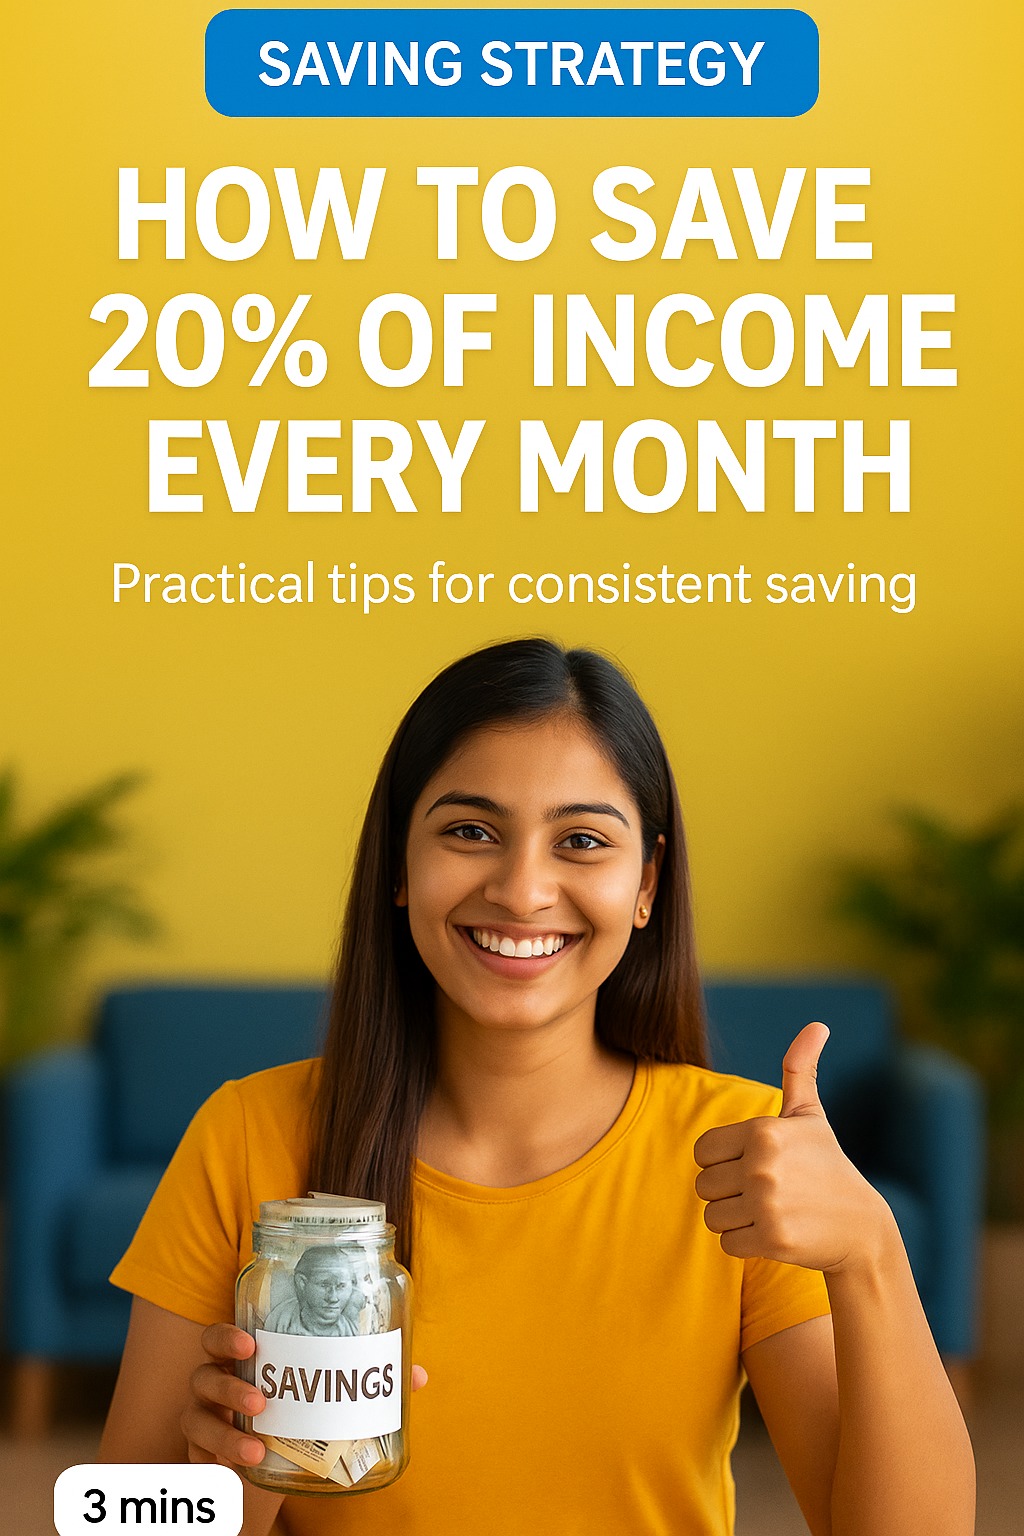 SAVING STRATEGY
HOW TO SAVE
20% OF INCOME
EVERY MONTH
Practical tips for consistent saving
SAVINGS
3 mins